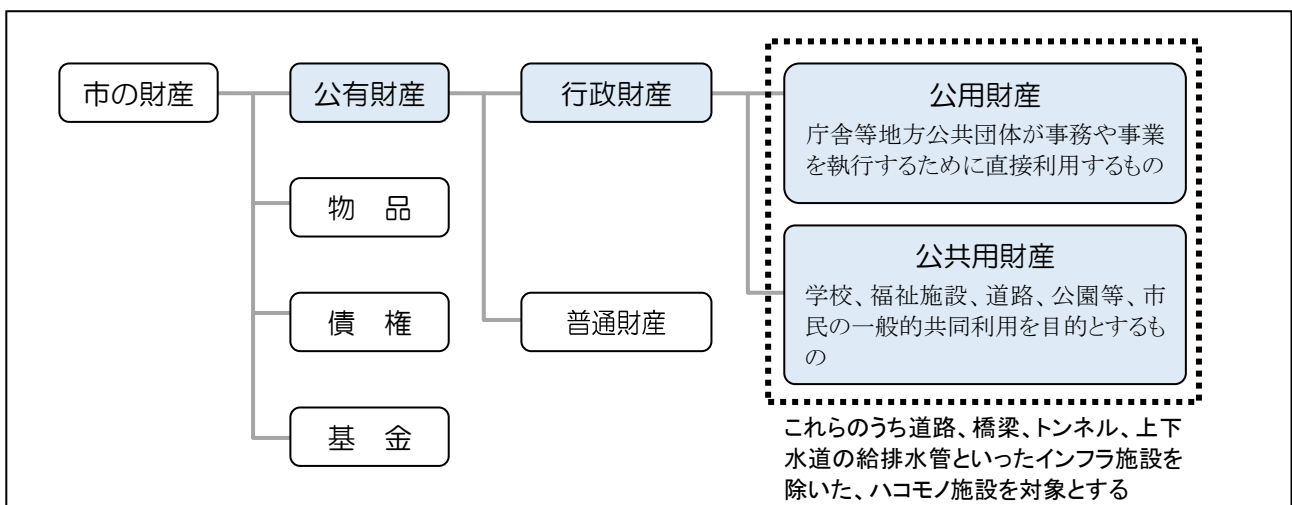 市の財産
公有財産
行政財産
公用財産
庁舎等地方公共団体が事務や事業
を執行するために直接利用するもの
物　品
公共用財産
学校、福祉施設、道路、公園等、市
民の一般的共同利用を目的とするも
の
債　権
普通財産
基　金
これらのうち道路、橋梁、トンネル、上下
水道の給排水管といったインフラ施設を
除いた、ハコモノ施設を対象とする